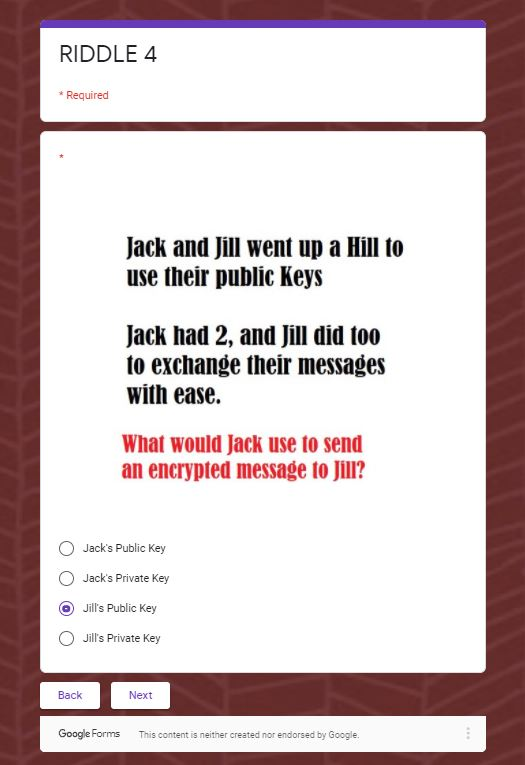 RIDDLE 4
* Required
*
Jack and Jill went up a Hill to
use their public Keys
Jack had 2, and Jill did too
to exchange their messages
with ease.
What would Jack use to send
an encrypted message to Jill?
Jack's Public Key
Jack's Private Key
Jill's Public Key
Jill's Private Key
Back
Next
Google Forms
This content is neither created nor endorsed by Google.